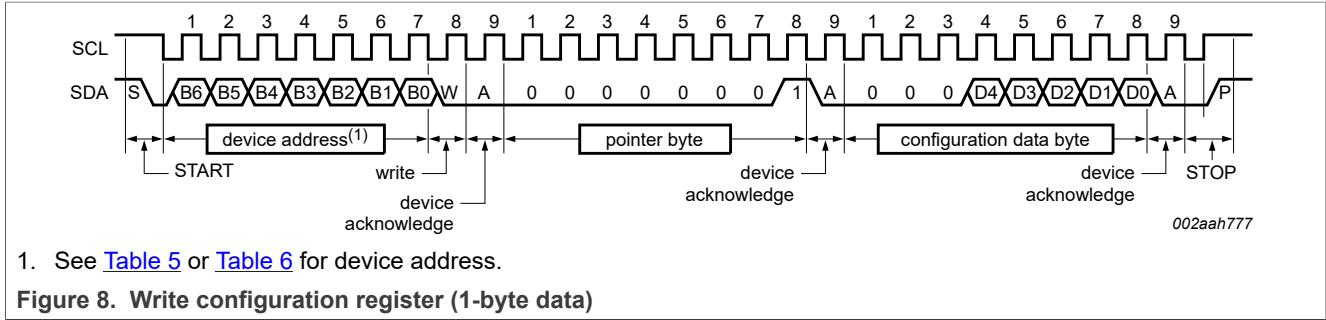 1 2 3 4 5 6 7 8 9 1 2 3 4 5 6 7 8 9 1 2 3 4 5 6 7 8 9
SCL
SDA S B6 B5 B4 B3 B2 B1 B0 W A 0 0 0 0 0 0 0 1 A 0 0 0 D4 D3 D2 D1 D0 A P
device address(1) pointer byte configuration data byte
START write device device STOP
acknowledge acknowledge
device
acknowledge
002aah777
1. See Table 5 or Table 6 for device address.
Figure 8. Write configuration register (1-byte data)